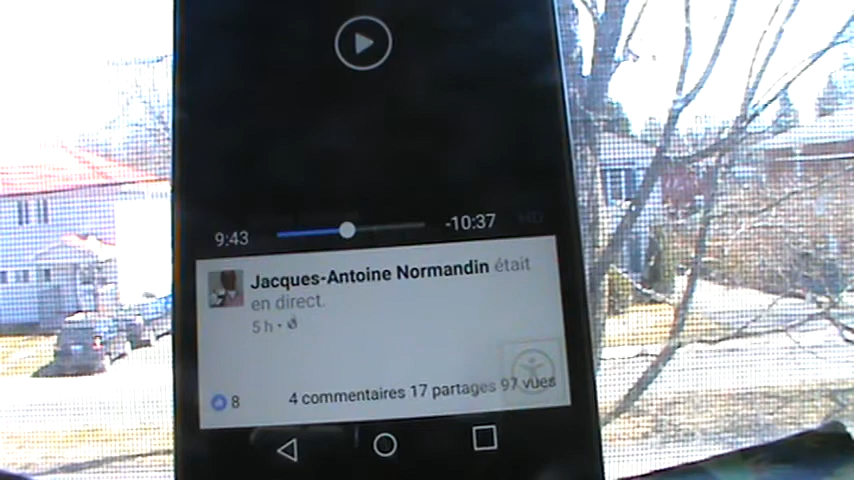 9:43 -10:37 HD
Jacques-Antoine Normandin était
en direct.
5 h
8 4 commentaires 17 partages 97 vues